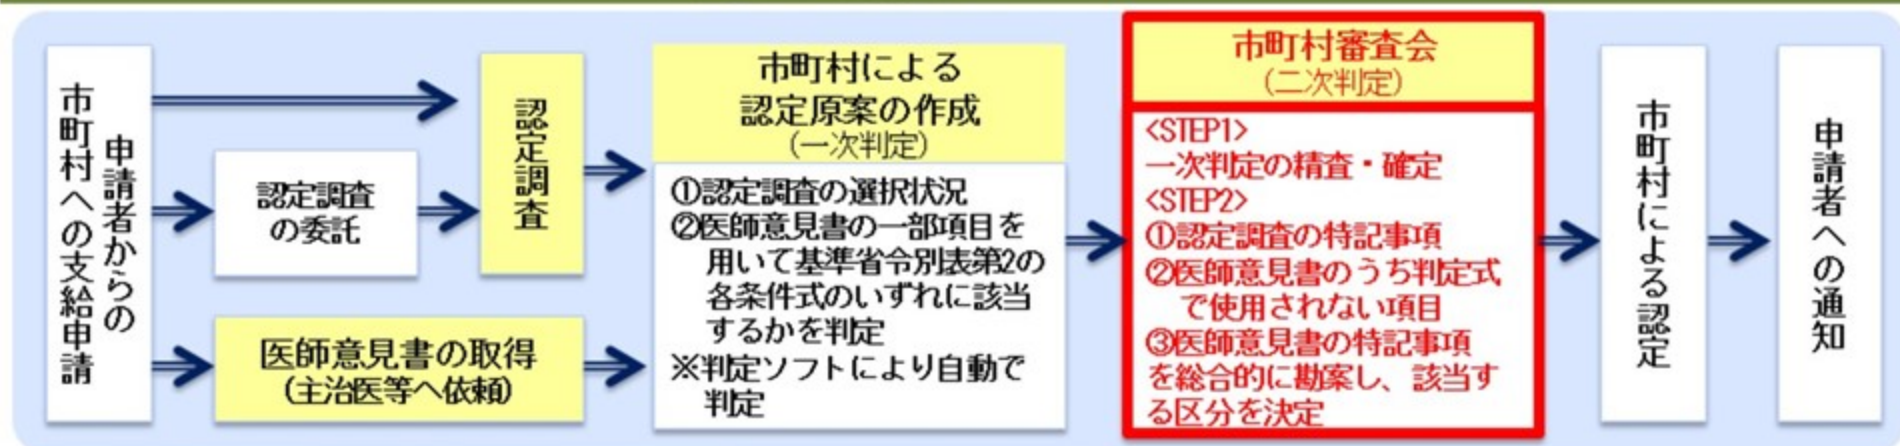 申請者からの
市町村への支給申請
認定調査
の委託
医師意見書の取得
(主治医等へ依頼)
認定調査
市町村による
認定原案の作成
(一次判定)
①認定調査の選択状況
②医師意見書の一部項目を
用いて基準省令別表第2の
各条件式のいずれに該当
するかを判定
※判定ソフトにより自動で
判定
市町村審査会
(二次判定)
<STEP1>
一次判定の精査・確定
<STEP2>
①認定調査の特記事項
②医師意見書のうち判定式
で使用されない項目
③医師意見書の特記事項
を総合的に勘案し、該当す
る区分を決定
市町村による認定
申請者への通知